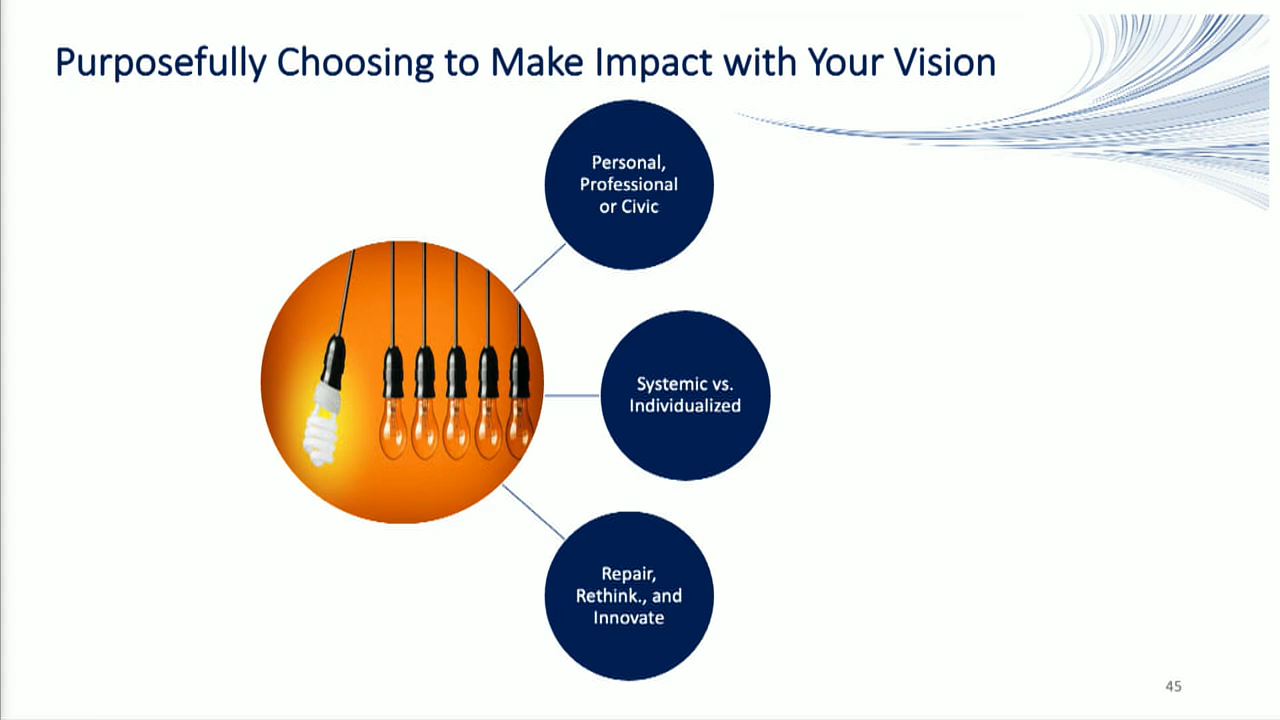 Purposefully Choosing to Make Impact with Your Vision
Personal,
Professional
or Civic
Systemic vs.
Individualized
Repair,
Rethink., and
Innovate
45